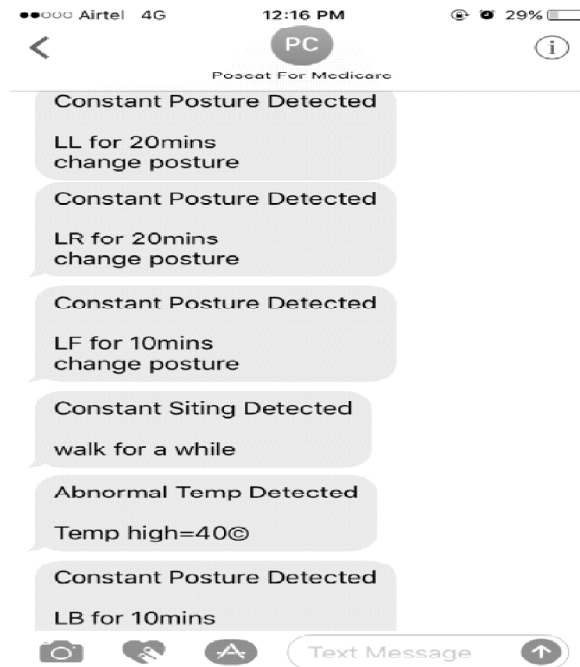 Airtel 4G 12:16 PM 29%
PC
Poseat For Medicare
Constant Posture Detected
LL for 20mins
change posture
Constant Posture Detected
LR for 20mins
change posture
Constant Posture Detected
LF for 10mins
change posture
Constant Siting Detected
walk for a while
Abnormal Temp Detected
Temp high=40©
Constant Posture Detected
LB for 10mins
Text Message